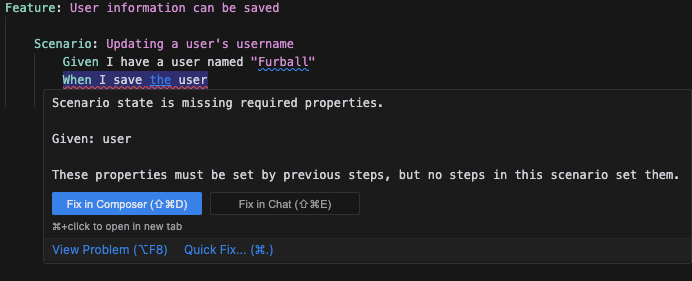 Feature: User information can be saved
Scenario: Updating a user's username
Given I have a user named "Furball"
When I save the user
Scenario state is missing required properties.
Given: user
These properties must be set by previous steps, but no steps in this scenario set them.
Fix in Composer (⇧⌘D) Fix in Chat (⇧⌘E)
⌘+click to open in new tab
View Problem (⌥F8) Quick Fix... (⌘.)